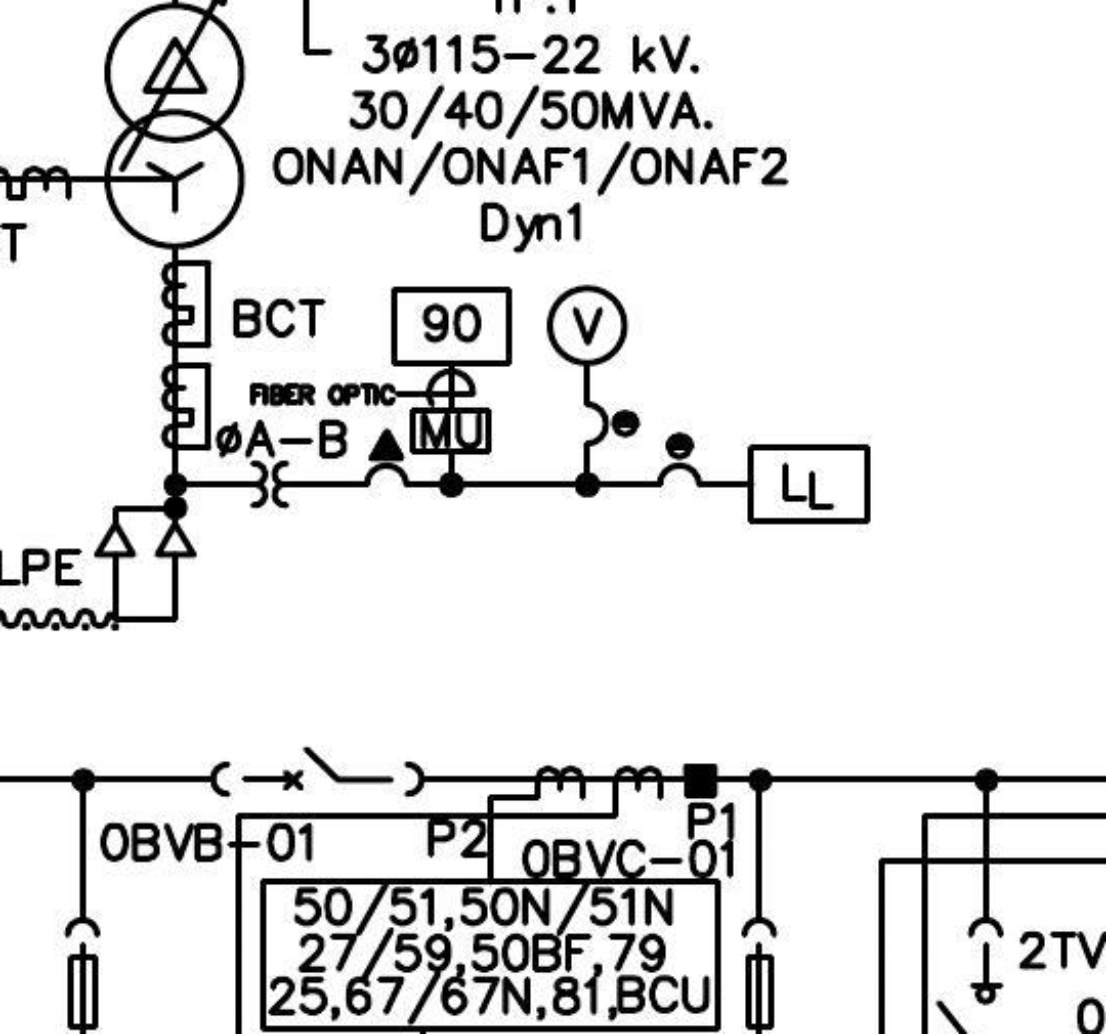 3ø115-22 kV.
30/40/50MVA.
ONAN/ONAF1/ONAF2
Dyn1
T
BCT
90
V
FIBER OPTIC
MU
øA-B
LL
LPE
0BVB-01
P2
P1
0BVC-01
50/51,50N/51N
27/59,50BF,79
25,67/67N,81,BCU
2TV
0